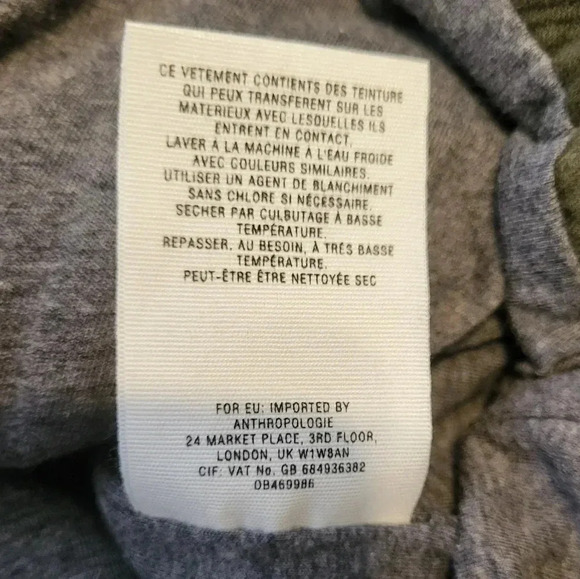 CE VETEMENT CONTIENTS DES TEINTURE
QUI PEUX TRANSFERENT SUR LES
MATERIEUX AVEC LESQUELLES ILS
ENTRENT EN CONTACT.
LAVER À LA MACHINE À L'EAU FROIDE
AVEC COULEURS SIMILAIRES.
UTILISER UN AGENT DE BLANCHIMENT
SANS CHLORE SI NÉCESSAIRE.
SECHER PAR CULBUTAGE À BASSE
TEMPÉRATURE.
REPASSER, AU BESOIN, À TRÈS BASSE
TEMPÉRATURE.
PEUT-ÊTRE ÊTRE NETTOYÉE SEC
FOR EU: IMPORTED BY
ANTHROPOLOGIE
24 MARKET PLACE, 3RD FLOOR,
LONDON, UK W1W8AN
CIF: VAT No. GB 684936382
OB469986